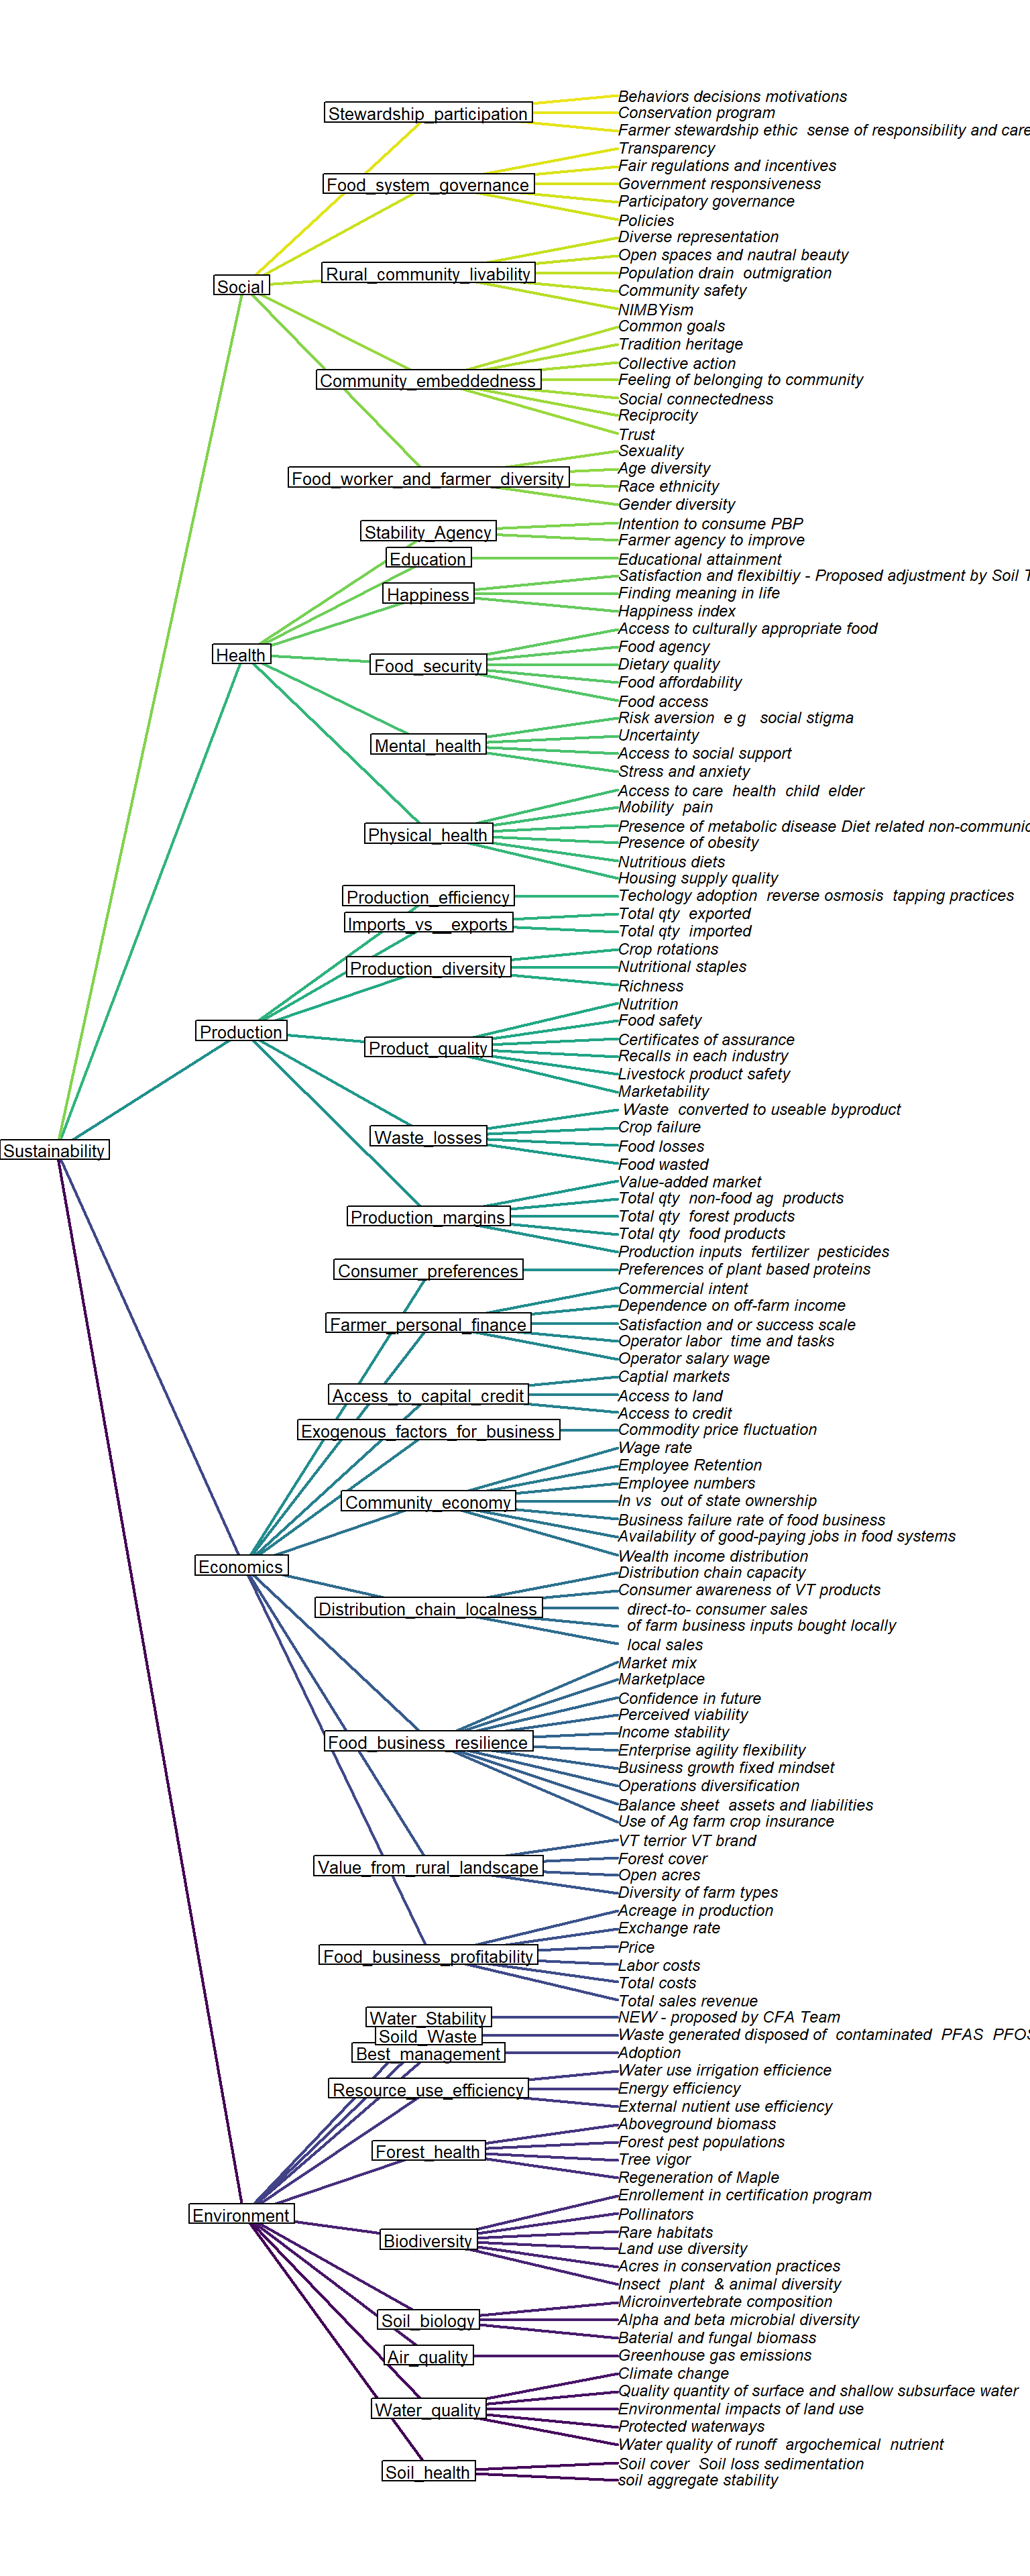 Behaviors decisions motivations
Stewardship_participation
Conservation program
Farmer stewardship ethic  sense of responsibility and care
Transparency
Fair regulations and incentives
Food_system_governance
Government responsiveness
Participatory governance
Policies
Diverse representation
Open spaces and nautral beauty
Rural_community_livability
Population drain  outmigration
Social
Community safety
NIMBYism
Common goals
Tradition heritage
Collective action
Community_embeddedness
Feeling of belonging to community
Social connectedness
Reciprocity
Trust
Sexuality
Age diversity
Food_worker_and_farmer_diversity
Race ethnicity
Gender diversity
Intention to consume PBP
Stability_Agency
Farmer agency to improve
Education
Educational attainment
Satisfaction and flexibiltiy - Proposed adjustment by Soil T
Happiness
Finding meaning in life
Happiness index
Access to culturally appropriate food
Food agency
Health
Food_security
Dietary quality
Food affordability
Food access
Risk aversion  e g   social stigma
Uncertainty
Mental_health
Access to social support
Stress and anxiety
Access to care  health  child  elder
Mobility  pain
Presence of metabolic disease Diet related non-communic
Physical_health
Presence of obesity
Nutritious diets
Housing supply quality
Production_efficiency
Techology adoption  reverse osmosis  tapping practices
Total qty  exported
Imports_vs__exports
Total qty  imported
Crop rotations
Production_diversity
Nutritional staples
Richness
Nutrition
Food safety
Production
Certificates of assurance
Product_quality
Recalls in each industry
Livestock product safety
Marketability
Waste  converted to useable byproduct
Crop failure
Waste_losses
Food losses
Sustainability
Food wasted
Value-added market
Total qty  non-food ag  products
Production_margins
Total qty  forest products
Total qty  food products
Production inputs  fertilizer  pesticides
Consumer_preferences
Preferences of plant based proteins
Commercial intent
Dependence on off-farm income
Farmer_personal_finance
Satisfaction and or success scale
Operator labor  time and tasks
Operator salary wage
Captial markets
Access_to_capital_credit
Access to land
Access to credit
Exogenous_factors_for_business
Commodity price fluctuation
Wage rate
Employee Retention
Employee numbers
Community_economy
In vs  out of state ownership
Business failure rate of food business
Availability of good-paying jobs in food systems
Wealth income distribution
Economics
Distribution chain capacity
Consumer awareness of VT products
Distribution_chain_localness
direct-to- consumer sales
of farm business inputs bought locally
local sales
Market mix
Marketplace
Confidence in future
Perceived viability
Income stability
Food_business_resilience
Enterprise agility flexibility
Business growth fixed mindset
Operations diversification
Balance sheet  assets and liabilities
Use of Ag farm crop insurance
VT terrior VT brand
Forest cover
Value_from_rural_landscape
Open acres
Diversity of farm types
Acreage in production
Exchange rate
Price
Food_business_profitability
Labor costs
Total costs
Total sales revenue
Water_Stability
NEW - proposed by CFA Team
Soild_Waste
Waste generated disposed of  contaminated  PFAS  PFOS
Best_management
Adoption
Water use irrigation efficience
Resource_use_efficiency
Energy efficiency
External nutient use efficiency
Aboveground biomass
Forest pest populations
Forest_health
Tree vigor
Regeneration of Maple
Enrollement in certification program
Environment
Pollinators
Rare habitats
Biodiversity
Land use diversity
Acres in conservation practices
Insect  plant  & animal diversity
Microinvertebrate composition
Soil_biology
Alpha and beta microbial diversity
Baterial and fungal biomass
Air_quality
Greenhouse gas emissions
Climate change
Quality quantity of surface and shallow subsurface water
Water_quality
Environmental impacts of land use
Protected waterways
Water quality of runoff  argochemical  nutrient
Soil cover  Soil loss sedimentation
Soil_health
soil aggregate stability